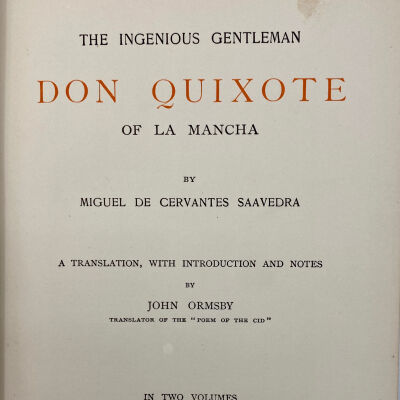 THE INGENIOUS GENTLEMAN
DON QUIXOTE
OF LA MANCHA
BY
MIGUEL DE CERVANTES SAAVEDRA
A TRANSLATION, WITH INTRODUCTION AND NOTES
BY
JOHN ORMSBY
TRANSLATOR OF THE "POEM OF THE CID"
IN TWO VOLUMES